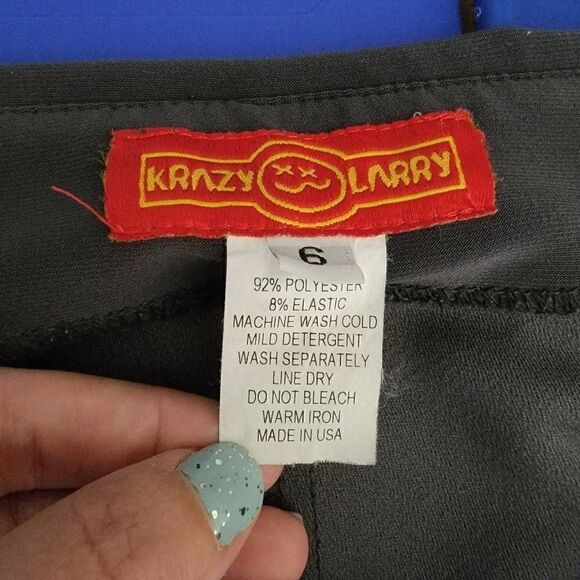 KRAZY LARRY
6
92% POLYESTER
8% ELASTIC
MACHINE WASH COLD
MILD DETERGENT
WASH SEPARATELY
LINE DRY
DO NOT BLEACH
WARM IRON
MADE IN USA